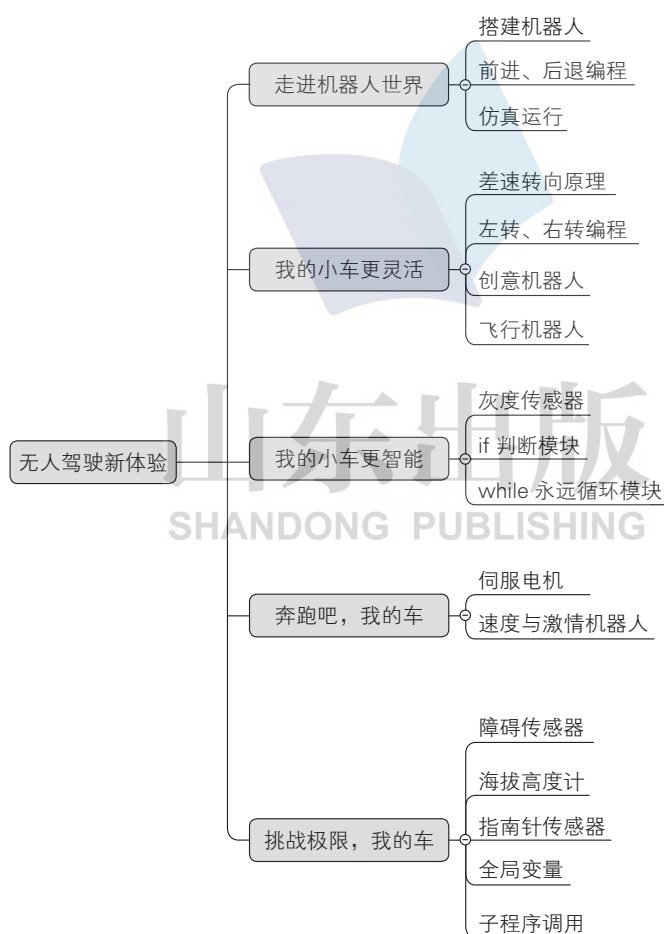 搭建机器人
走进机器人世界
前进、后退编程
仿真运行
差速转向原理
左转、右转编程
我的小车更灵活
创意机器人
飞行机器人
灰度传感器
无人驾驶新体验
我的小车更智能
if 判断模块
while 永远循环模块
伺服电机
奔跑吧，我的车
速度与激情机器人
障碍传感器
海拔高度计
挑战极限，我的车
指南针传感器
全局变量
子程序调用
山东出版
SHANDONG PUBLISHING